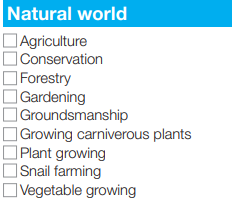 Natural world
Agriculture
Conservation
Forestry
Gardening
Groundsmanship
Growing carniverous plants
Plant growing
Snail farming
Vegetable growing